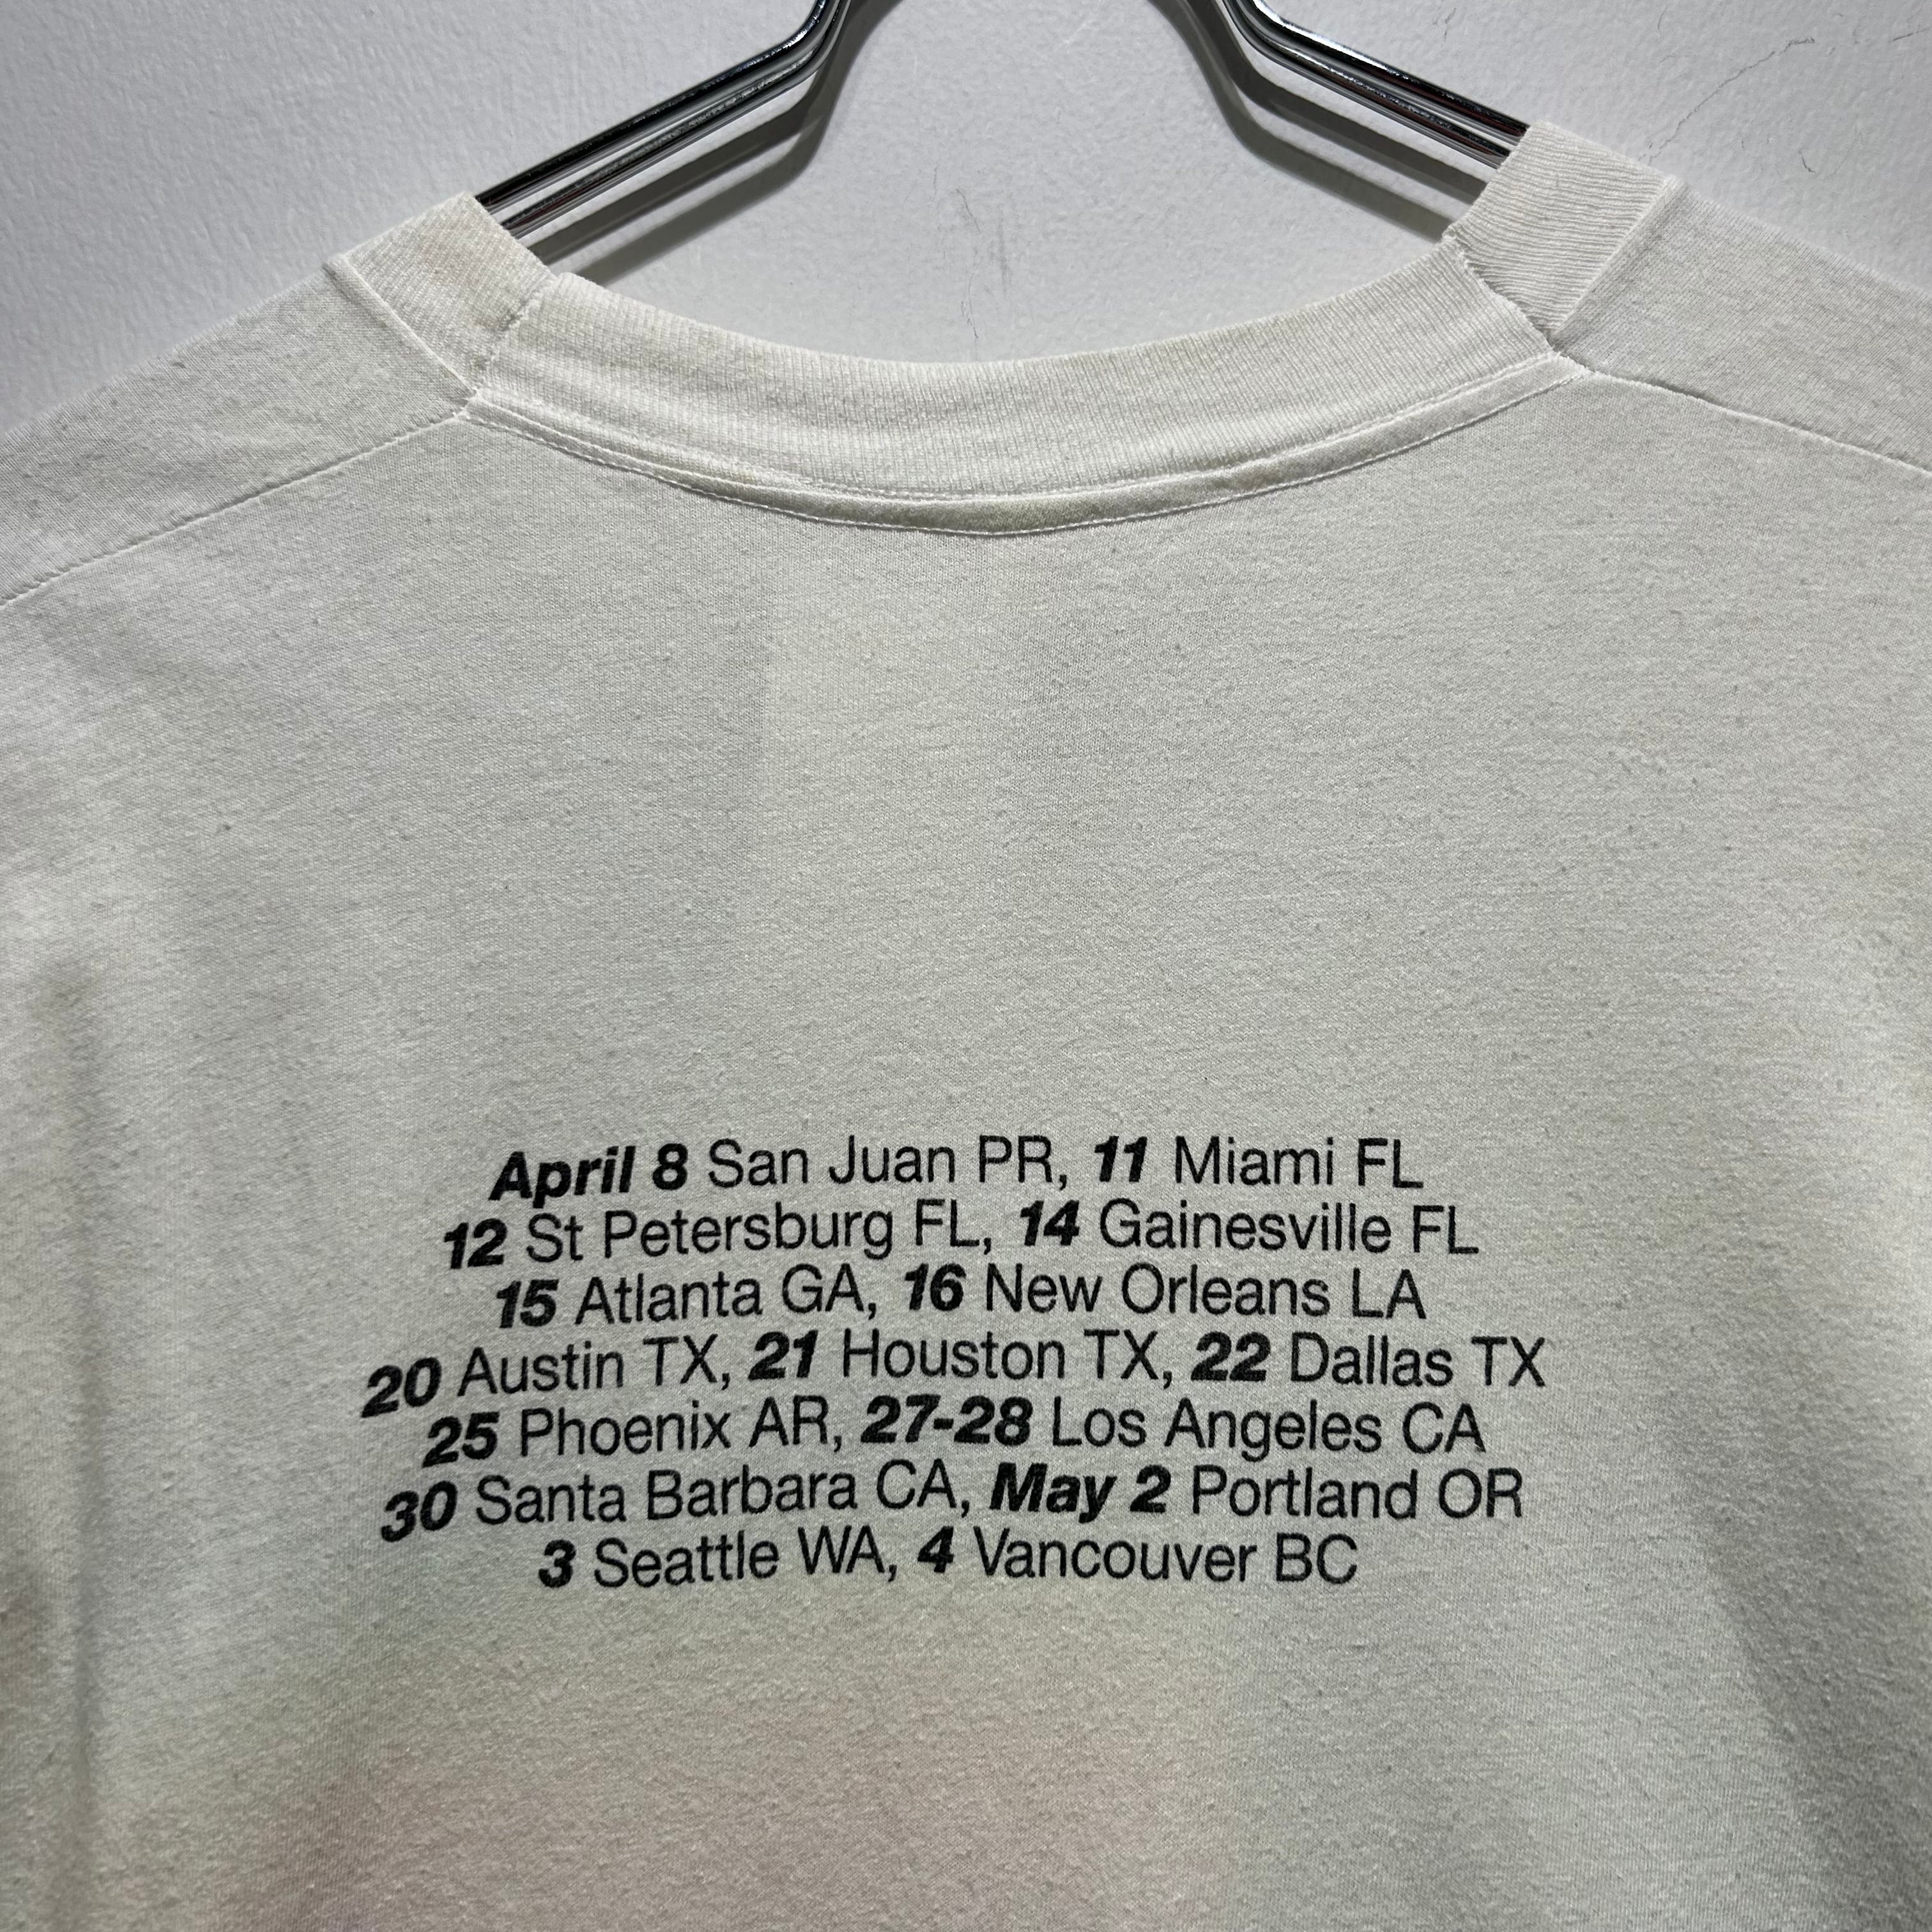 April 8 San Juan PR, 11 Miami FL
12 St Petersburg FL, 14 Gainesville FL
15 Atlanta GA, 16 New Orleans LA
20 Austin TX, 21 Houston TX, 22 Dallas TX
25 Phoenix AR, 27-28 Los Angeles CA
30 Santa Barbara CA, May 2 Portland OR
3 Seattle WA, 4 Vancouver BC